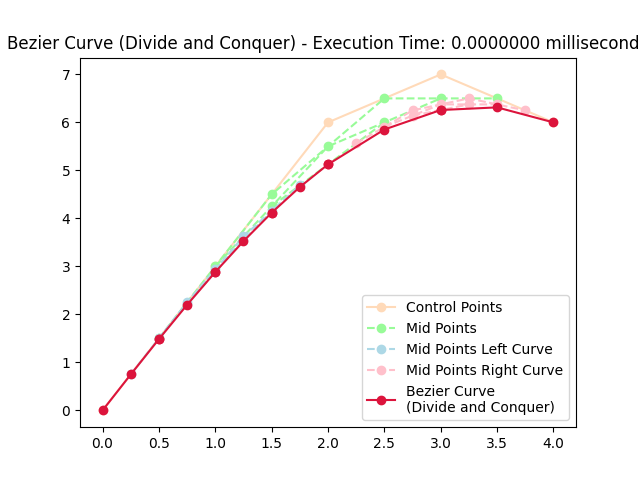 Bezier Curve (Divide and Conquer) - Execution Time: 0.0000000 millisecond
7
6
5
4
3
2
1
0
Control Points
Mid Points
Mid Points Left Curve
Mid Points Right Curve
Bezier Curve
(Divide and Conquer)
0.0 0.5 1.0 1.5 2.0 2.5 3.0 3.5 4.0